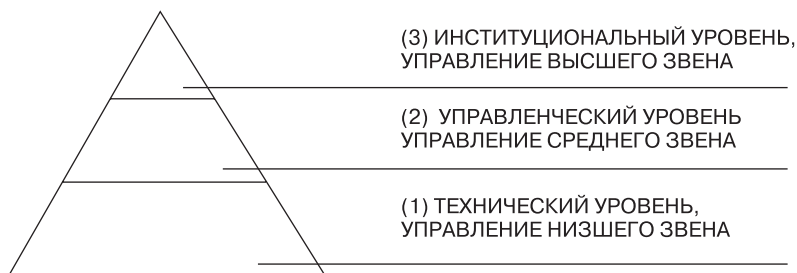 (3) ИНСТИТУЦИОНАЛЬНЫЙ УРОВЕНЬ,
УПРАВЛЕНИЕ ВЫСШЕГО ЗВЕНА
(2) УПРАВЛЕНЧЕСКИЙ УРОВЕНЬ
УПРАВЛЕНИЕ СРЕДНЕГО ЗВЕНА
(1) ТЕХНИЧЕСКИЙ УРОВЕНЬ,
УПРАВЛЕНИЕ НИЗШЕГО ЗВЕНА